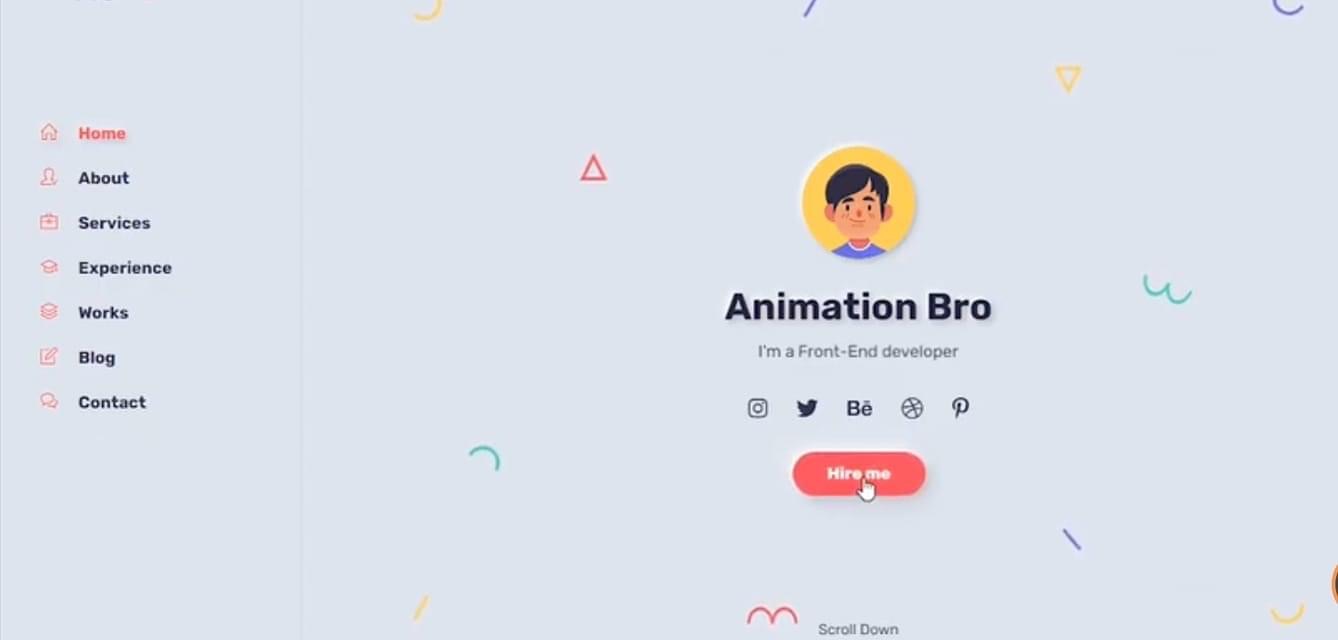 Home
About
Services
Experience
Works
Blog
Contact
Animation Bro
I'm a Front-End developer
Bē
Hire me
Scroll Down